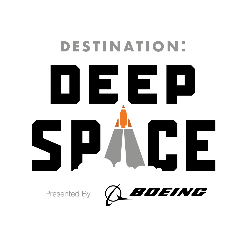 DESTINATION:
DEEP
SPACE
Presented By BOEING